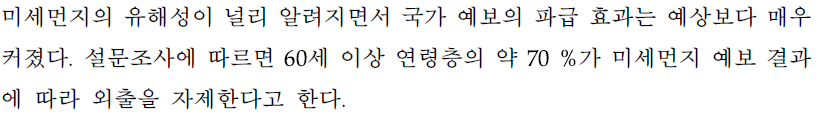 미세먼지의 유해성이 널리 알려지면서 국가 예보의 파급 효과는 예상보다 매우
커졌다. 설문조사에 따르면 60세 이상 연령층의 약 70 %가 미세먼지 예보 결과
에 따라 외출을 자제한다고 한다.